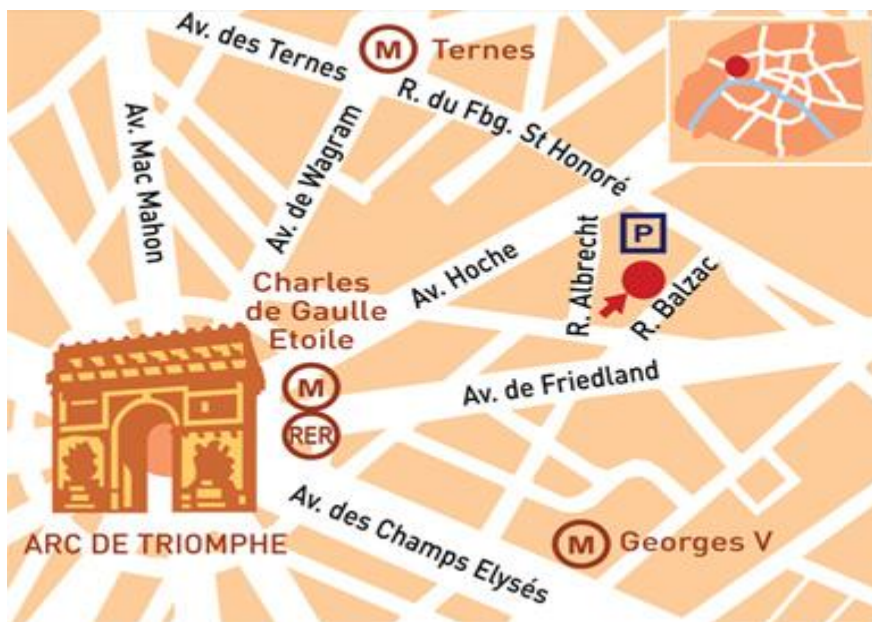 Av. des Ternes
M Ternes
R. du Fbg. St Honoré
Av. Mac Mahon
Av. de Wagram
P
R. Albrecht
Av. Hoche
R. Balzac
Charles
de Gaulle
Etoile
M
RER
Av. de Friedland
Av. des Champs Elysés
M Georges V
ARC DE TRIOMPHE